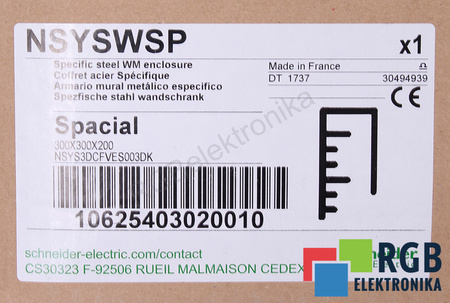 NSYSWSP x1
Specific steel WM enclosure
Coffret acier Spécifique
Armario mural metálico especifico
Spezfische stahl wandschrank
Made in France
DT 1737 30494939
CE
Spacial
300X300X200
NSYS3DCFVES003DK
10625403020010
schneider-electric.com/contact
CS30323 F-92506 RUEIL MALMAISON CEDEX
RGB
ELEKTRONIKA